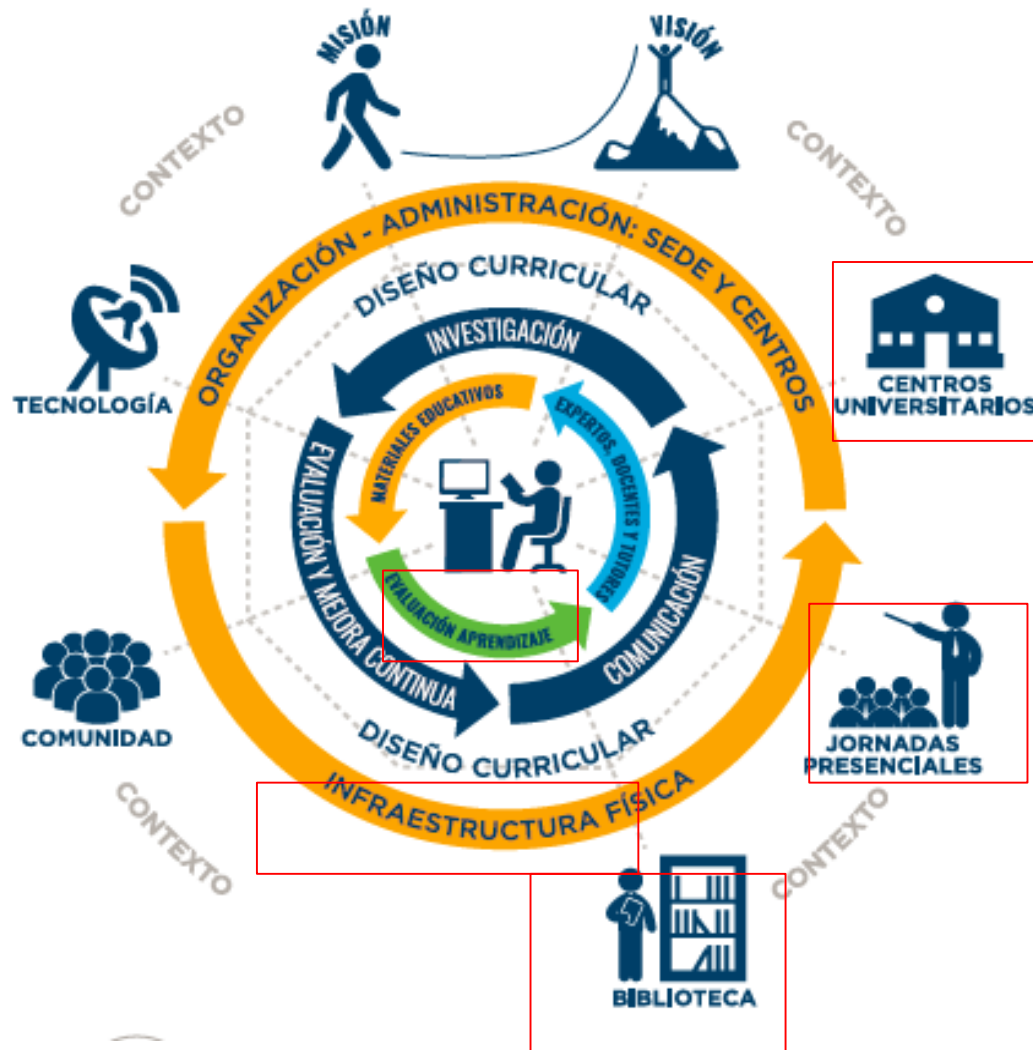 MISIÓN
VISIÓN
CONTEXTO
CONTEXTO
ORGANIZACIÓN - ADMINISTRACIÓN: SEDE Y CENTROS
DISEÑO CURRICULAR
INVESTIGACIÓN
TECNOLOGÍA
CENTROS
UNIVERSITARIOS
MATERIALES EDUCATIVOS
EXPERTOS, DOCENTES Y TUTORES
EVALUACIÓN Y MEJORA CONTINUA
EVALUACIÓN APRENDIZAJE
COMUNICACIÓN
COMUNIDAD
JORNADAS
PRESENCIALES
DISEÑO CURRICULAR
INFRAESTRUCTURA FÍSICA
CONTEXTO
CONTEXTO
BIBLIOTECA